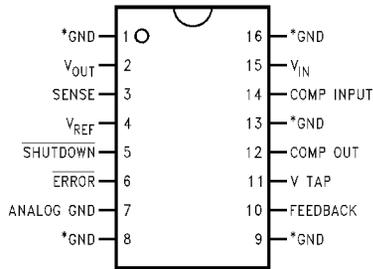 *GND 1 16 *GND
VOUT 2 15 VIN
SENSE 3 14 COMP INPUT
VREF 4 13 *GND
SHUTDOWN 5 12 COMP OUT
ERROR 6 11 V TAP
ANALOG GND 7 10 FEEDBACK
*GND 8 9 *GND